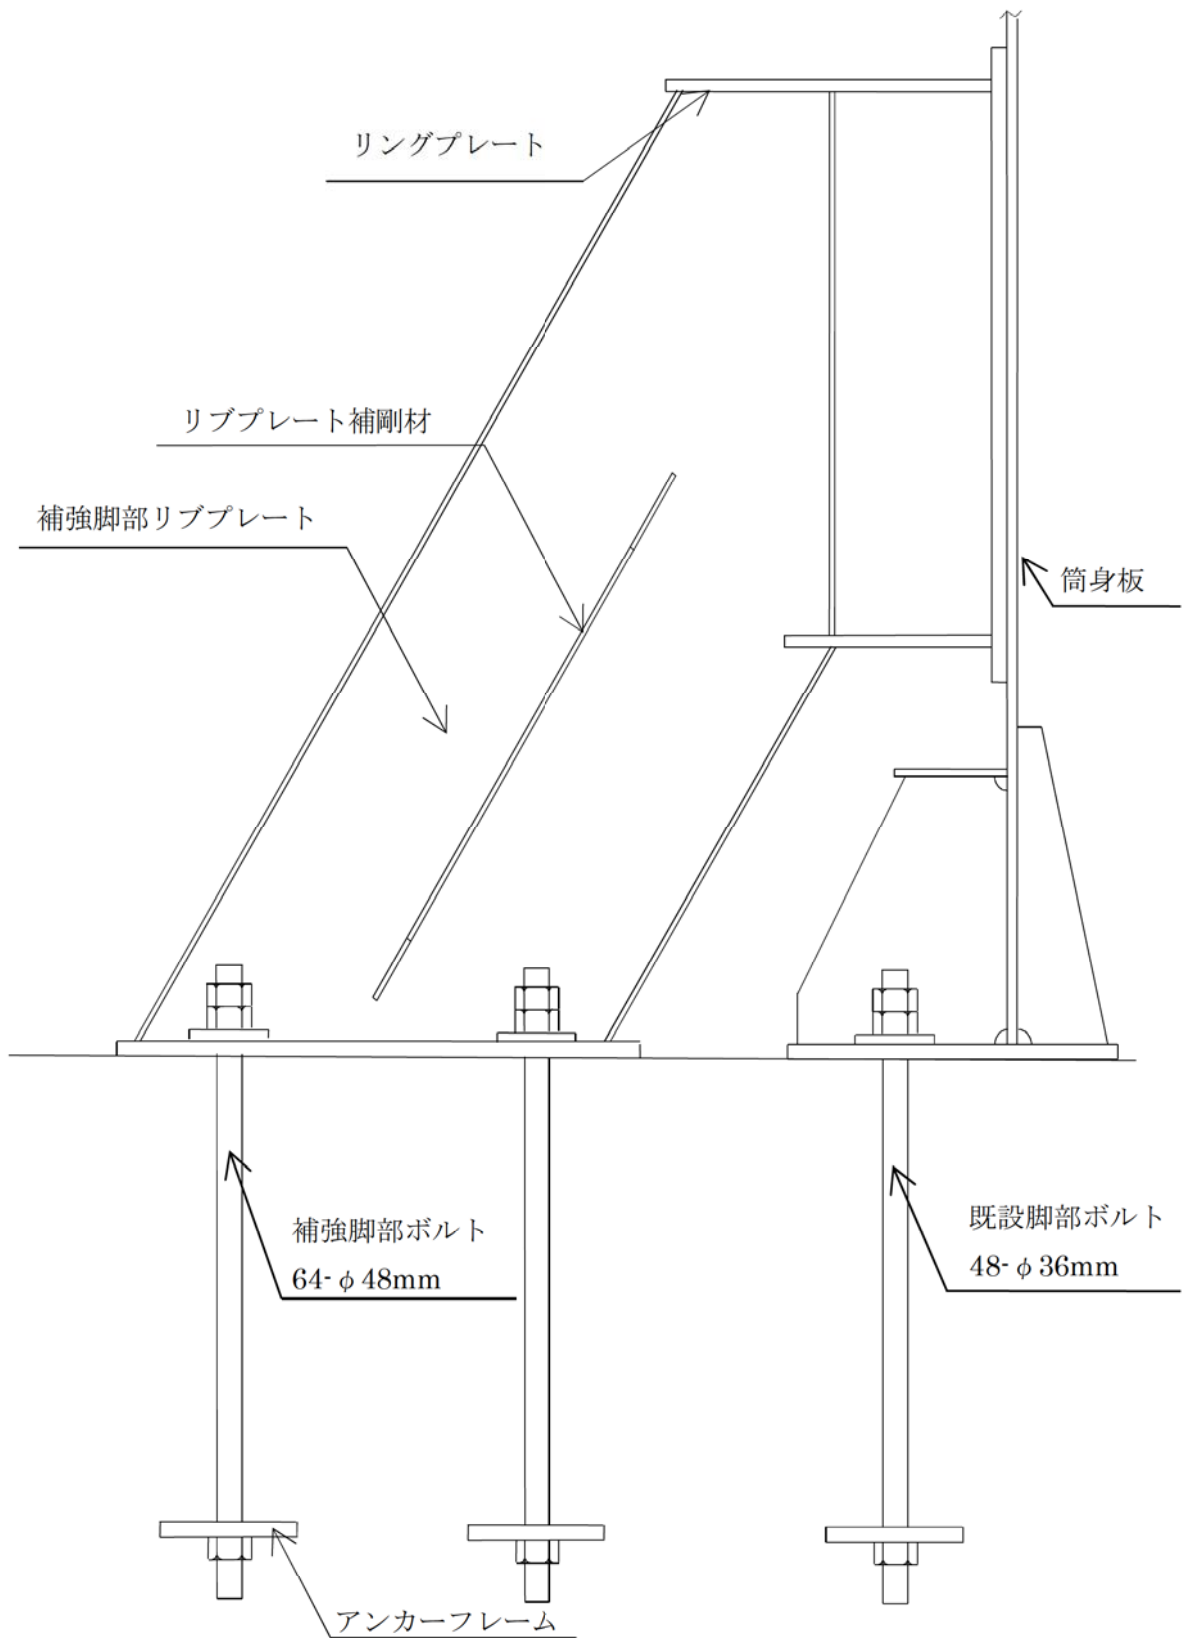 リングプレート
リブプレート補剛材
補強脚部リブプレート
筒身板
補強脚部ボルト
64-φ48mm
既設脚部ボルト
48-φ36mm
アンカーフレーム